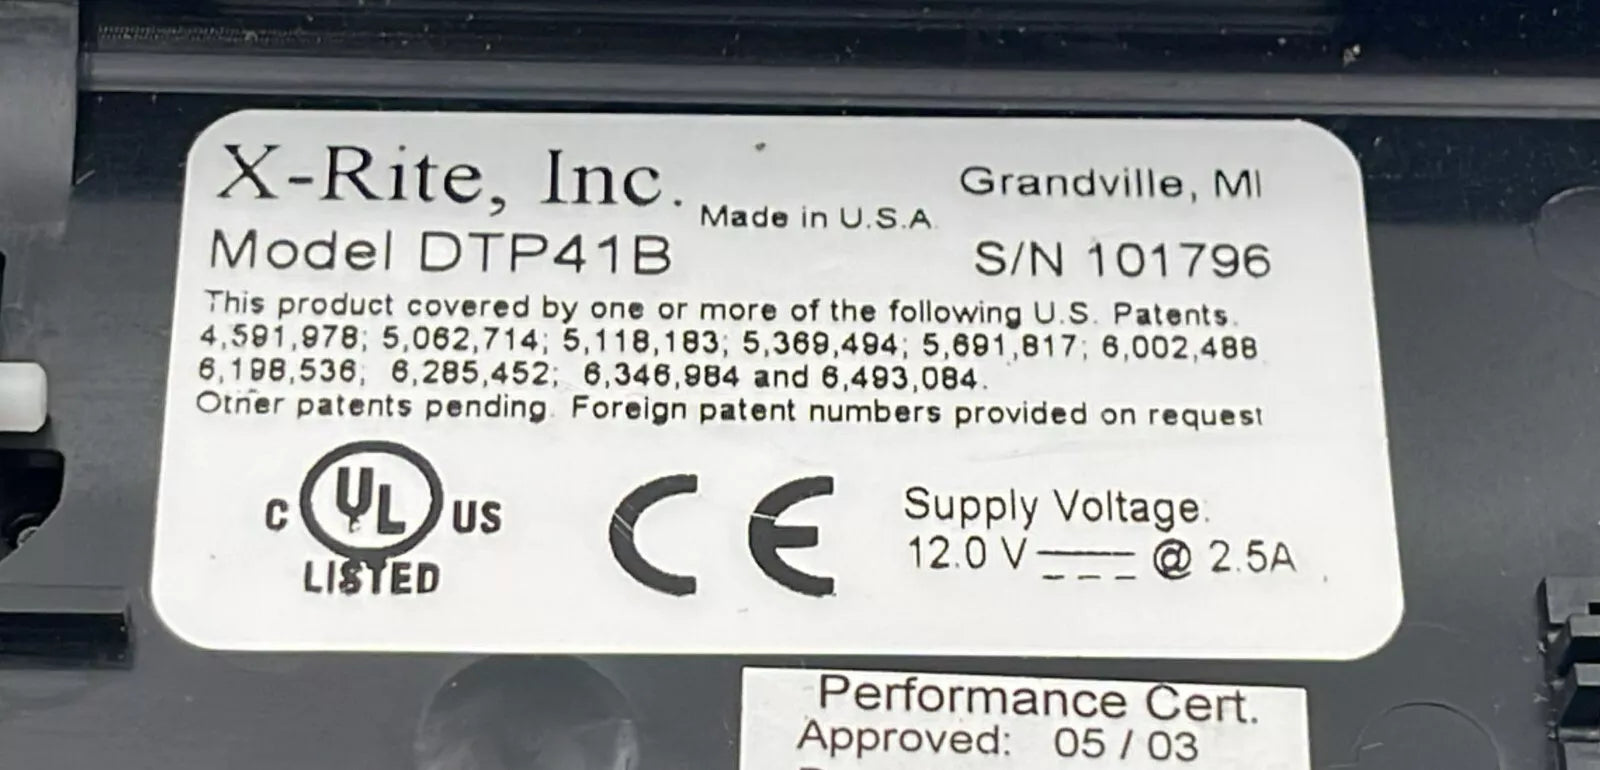 X-Rite, Inc. Made in U.S.A. Grandville, MI
Model DTP41B S/N 101796
This product covered by one or more of the following U.S. Patents.
4,591,978; 5,062,714; 5,118,183; 5,369,494; 5,691,817; 6,002,488
6,198,536; 6,285,452; 6,346,984 and 6,493,084.
Other patents pending. Foreign patent numbers provided on request
C UL US
LISTED
CE
Supply Voltage:
12.0 V ⎓ @ 2.5A
Performance Cert.
Approved: 05 / 03